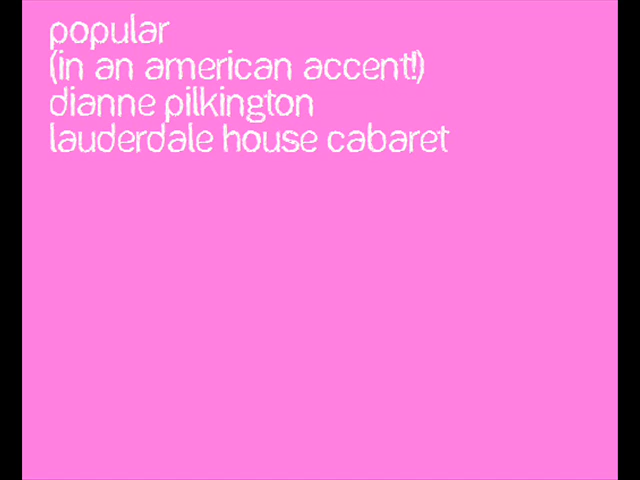 popular
(in an american accent!)
dianne pilkington
lauderdale house cabaret